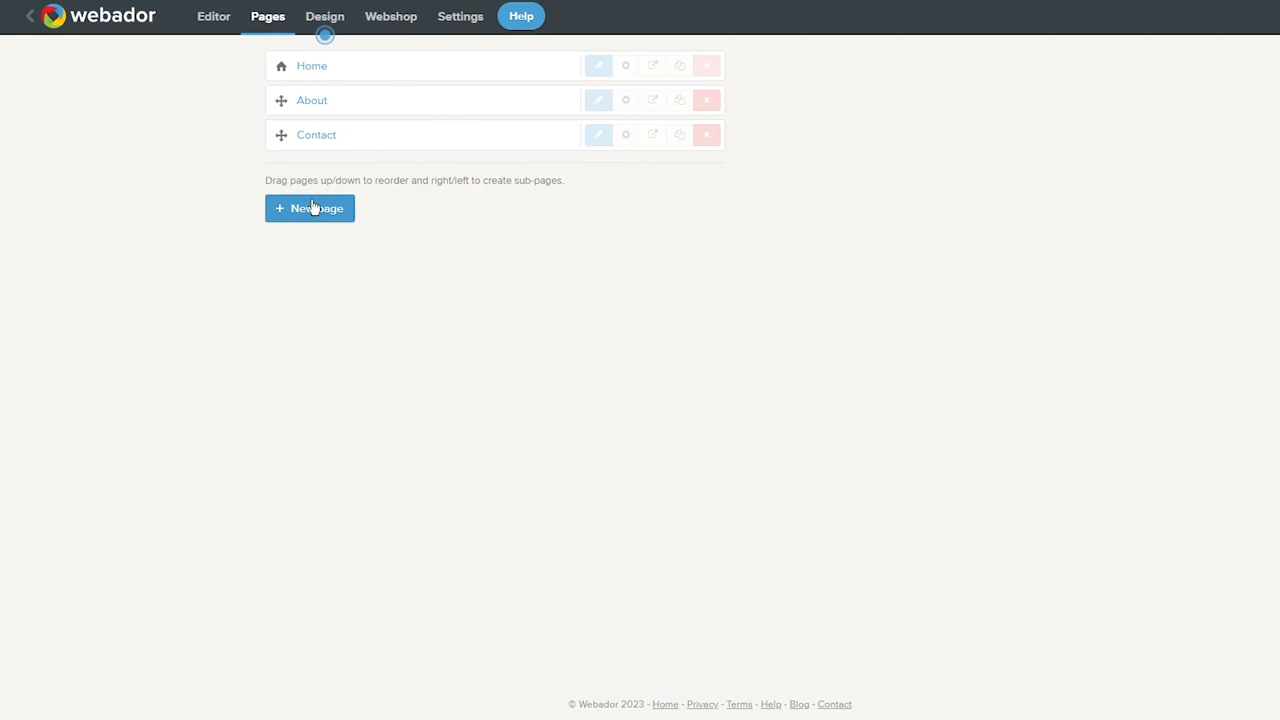 webador Editor Pages Design Webshop Settings Help
Home
About
Contact
Drag pages up/down to reorder and right/left to create sub-pages.
+ New page
© Webador 2023 - Home - Privacy - Terms - Help - Blog - Contact